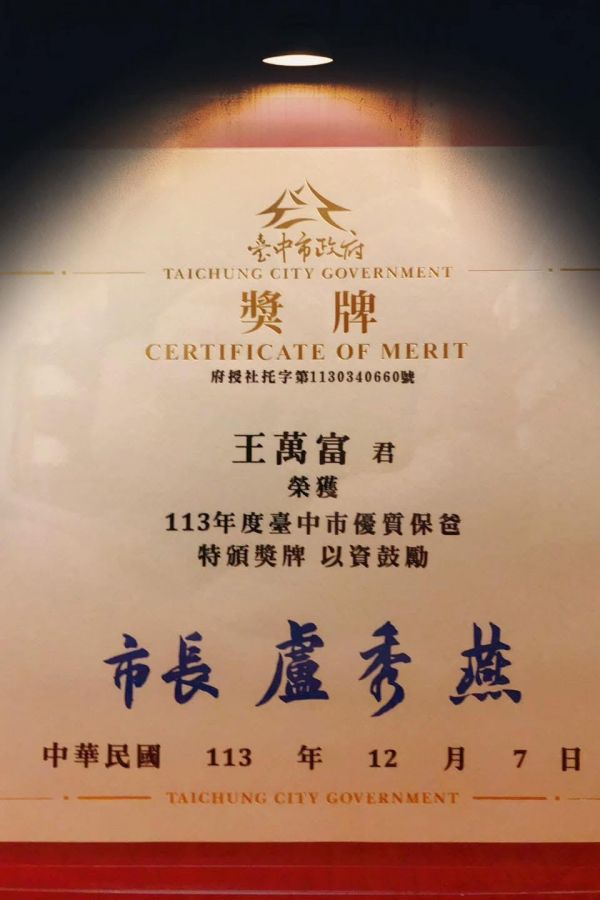 臺中市政府
TAICHUNG CITY GOVERNMENT
獎牌
CERTIFICATE OF MERIT
府授社托字第1130340660號
王萬富 君
榮獲
113年度臺中市優質保爸
特頒獎牌 以資鼓勵
市長 盧秀燕
中華民國 113 年 12 月 7 日
TAICHUNG CITY GOVERNMENT